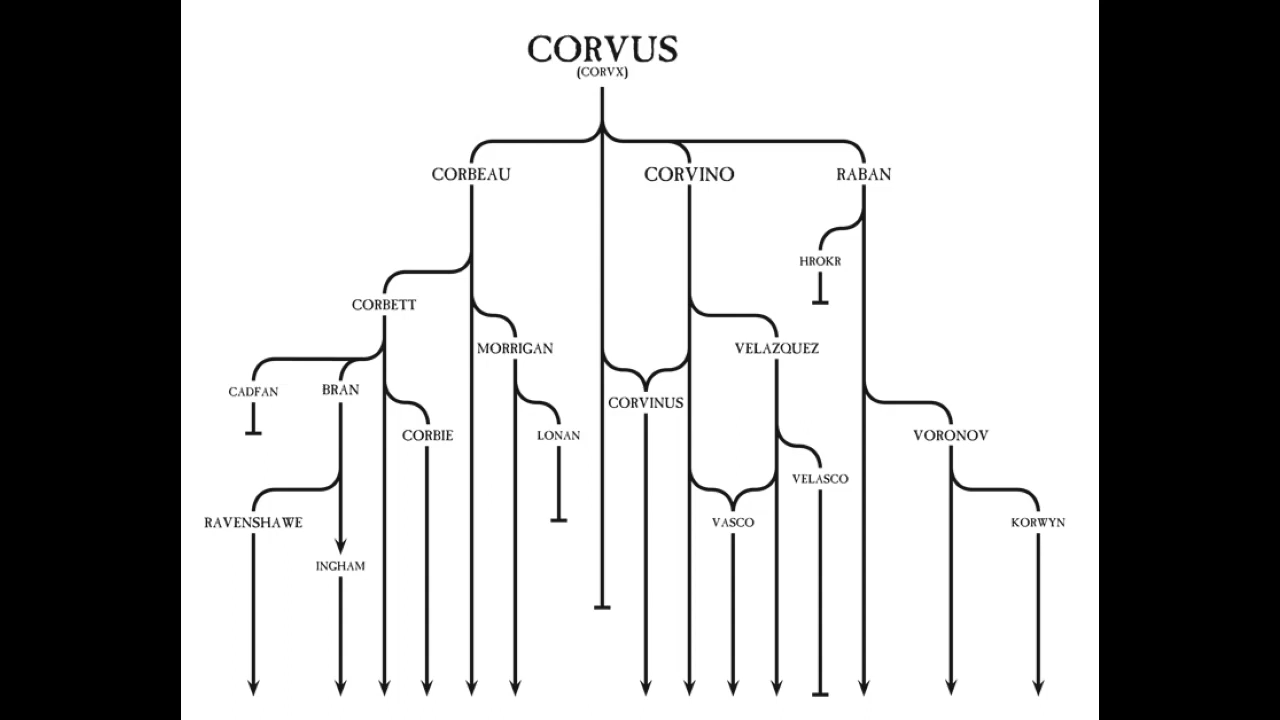 CORVUS
(CORVX)
CORBEAU
CORVINO
RABAN
HROKR
CORBETT
MORRIGAN
VELAZQUEZ
CADFAN
BRAN
CORVINUS
CORBIE
LONAN
VORONOV
VELASCO
RAVENSHAWE
VASCO
KORWYN
INGHAM